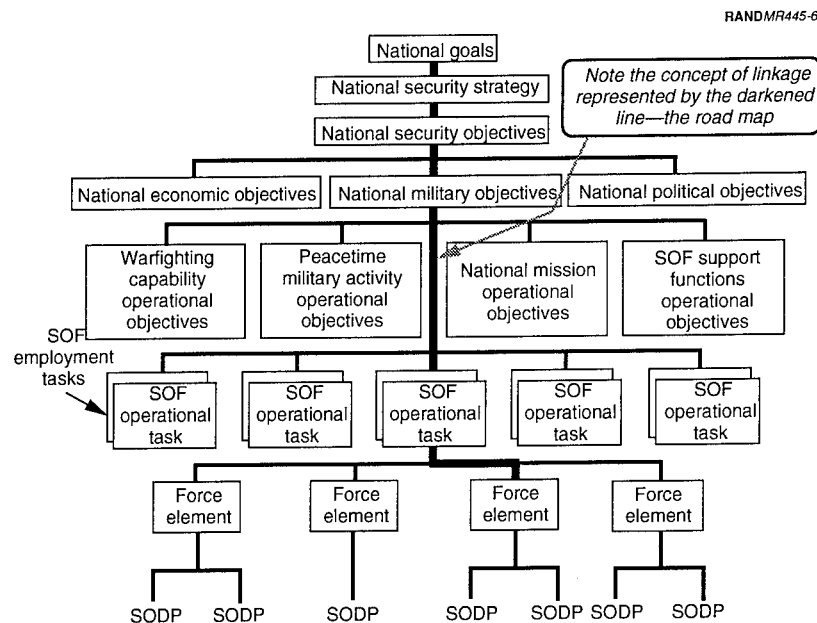 RANDMR445-6
National goals
National security strategy
National security objectives
Note the concept of linkage
represented by the darkened
line—the road map
National economic objectives
National military objectives
National political objectives
Warfighting
capability
operational
objectives
Peacetime
military activity
operational
objectives
National mission
operational
objectives
SOF support
functions
operational
objectives
SOF
employment
tasks
SOF
operational
task
SOF
operational
task
SOF
operational
task
SOF
operational
task
SOF
operational
task
Force
element
Force
element
Force
element
Force
element
SODP
SODP
SODP
SODP
SODP
SODP
SODP